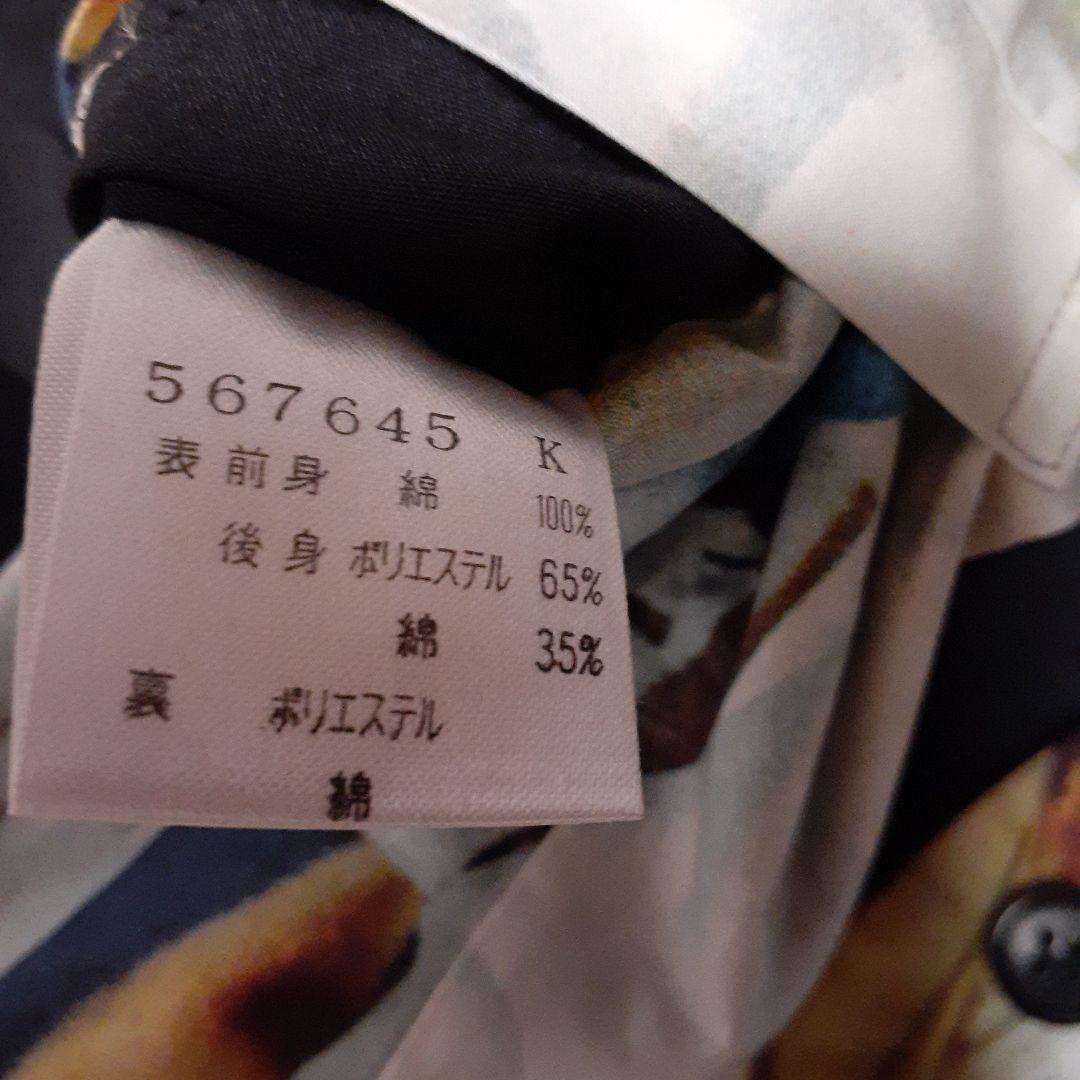 567645 K
表 前身 綿 100%
後身 ポリエステル 65%
綿 35%
裏 ポリエステル
綿